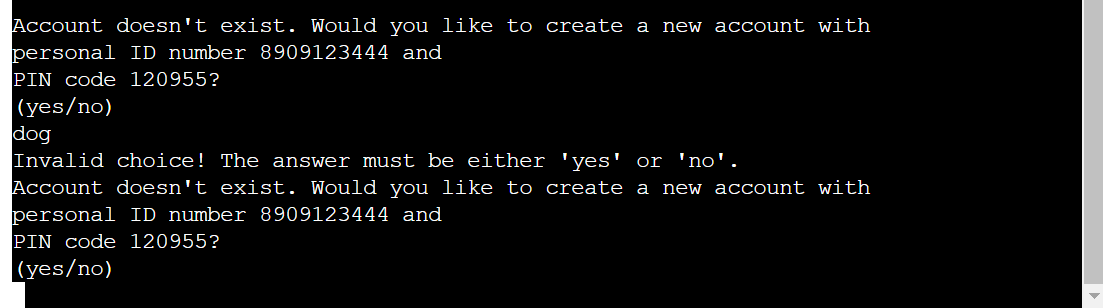 Account doesn't exist. Would you like to create a new account with
personal ID number 8909123444 and
PIN code 120955?
(yes/no)
dog
Invalid choice! The answer must be either 'yes' or 'no'.
Account doesn't exist. Would you like to create a new account with
personal ID number 8909123444 and
PIN code 120955?
(yes/no)